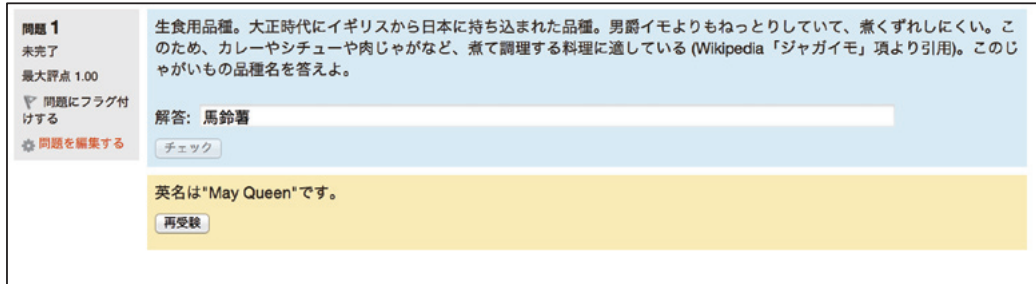 問題 1
未完了
最大評点 1.00
問題にフラグ付
けする
問題を編集する
生食用品種。大正時代にイギリスから日本に持ち込まれた品種。男爵イモよりもねっとりしていて、煮くずれしにくい。こ
のため、カレーやシチューや肉じゃがなど、煮て調理する料理に適している (Wikipedia「ジャガイモ」項より引用)。このじ
ゃがいもの品種名を答えよ。
解答: 馬鈴薯
チェック
英名は"May Queen"です。
再受験